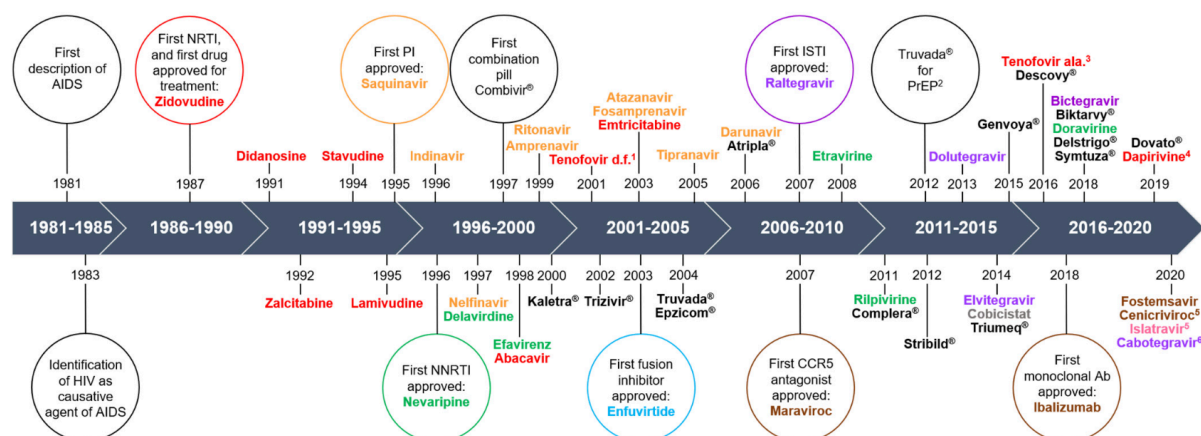 First
description of
AIDS
First NRTI,
and first drug
approved for
treatment:
Zidovudine
First PI
approved:
Saquinavir
First
combination
pill
Combivir®
First ISTI
approved:
Raltegravir
Truvada®
for
PrEP²
Didanosine
Stavudine
Indinavir
Ritonavir
Amprenavir
Tenofovir d.f.¹
Atazanavir
Fosamprenavir
Emtricitabine
Tipranavir
Darunavir
Atripla®
Etravirine
Dolutegravir
Genvoya®
Tenofovir ala.³
Descovy®
Bictegravir
Biktarvy®
Doravirine
Delstrigo®
Symtuza®
Dovato®
Dapirivine⁴
1981 1987 1991 1994 1995 1996 1997 1999 2001 2003 2005 2006 2007 2008 2012 2013 2015 2016 2018 2019
1981-1985 1986-1990 1991-1995 1996-2000 2001-2005 2006-2010 2011-2015 2016-2020
1983 1992 1995 1996 1997 1998 2000 2002 2003 2004 2007 2011 2012 2014 2018 2020
Identification
of HIV as
causative
agent of AIDS
Zalcitabine
Lamivudine
First NNRTI
approved:
Nevaripine
Nelfinavir
Delavirdine
Efavirenz
Abacavir
Kaletra®
Trizivir®
First fusion
inhibitor
approved:
Enfuvirtide
Truvada®
Epzicom®
First CCR5
antagonist
approved:
Maraviroc
Rilpivirine
Complera®
Stribild®
Elvitegravir
Cobicistat
Triumeq®
First
monoclonal Ab
approved:
Ibalizumab
Fostemsavir
Cenicriviroc⁵
Islatravir⁵
Cabotegravir⁶